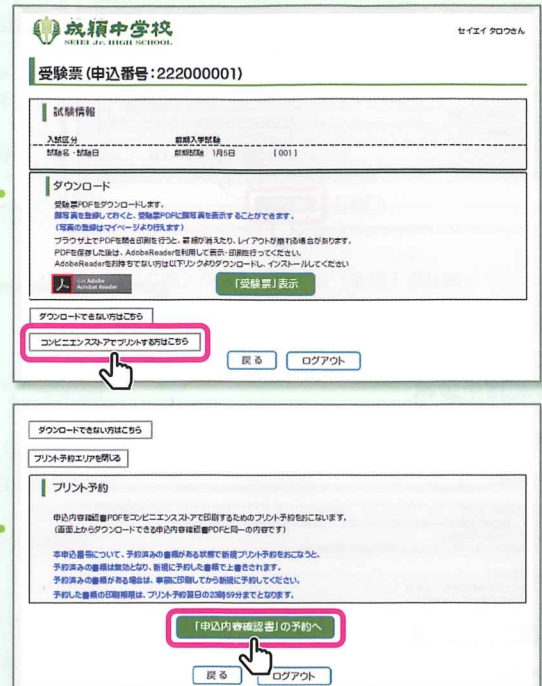 成頴中学校
SEIEI Jr. HIGH SCHOOL
セイエイ タロウさん
受験票(申込番号:222000001)
試験情報
入試区分 前期入学試験
試験名・試験日 前期試験 1月5日 [001]
ダウンロード
受験票PDFをダウンロードします。
顔写真を登録しておくと、受験票PDFに顔写真を表示することができます。
(写真の登録はマイページより行えます)
ブラウザ上でPDFを開き印刷を行うと、罫線が消えたり、レイアウトが崩れる場合があります。
PDFを保存した後は、AdobeReaderを利用して表示・印刷を行ってください。
AdobeReaderをお持ちでない方は以下リンクよりダウンロードし、インストールしてください
Get Adobe
Acrobat Reader
「受験票」表示
ダウンロードできない方はこちら
コンビニエンスストアでプリントする方はこちら
戻る ログアウト
ダウンロードできない方はこちら
プリント予約エリアを閉じる
プリント予約
申込内容確認書PDFをコンビニエンスストアで印刷するためのプリント予約をおこないます。
(画面上からダウンロードできる申込内容確認書PDFと同一の内容です)
本申込番号について、予約済みの書類がある状態で新規プリント予約をおこなうと、
予約済みの書類は無効となり、新規に予約した書類で上書きされます。
予約済みの書類がある場合は、事前に印刷してから新規に予約してください。
予約した書類の印刷期限は、プリント予約翌日の23時59分までとなります。
「申込内容確認書」の予約へ
戻る ログアウト